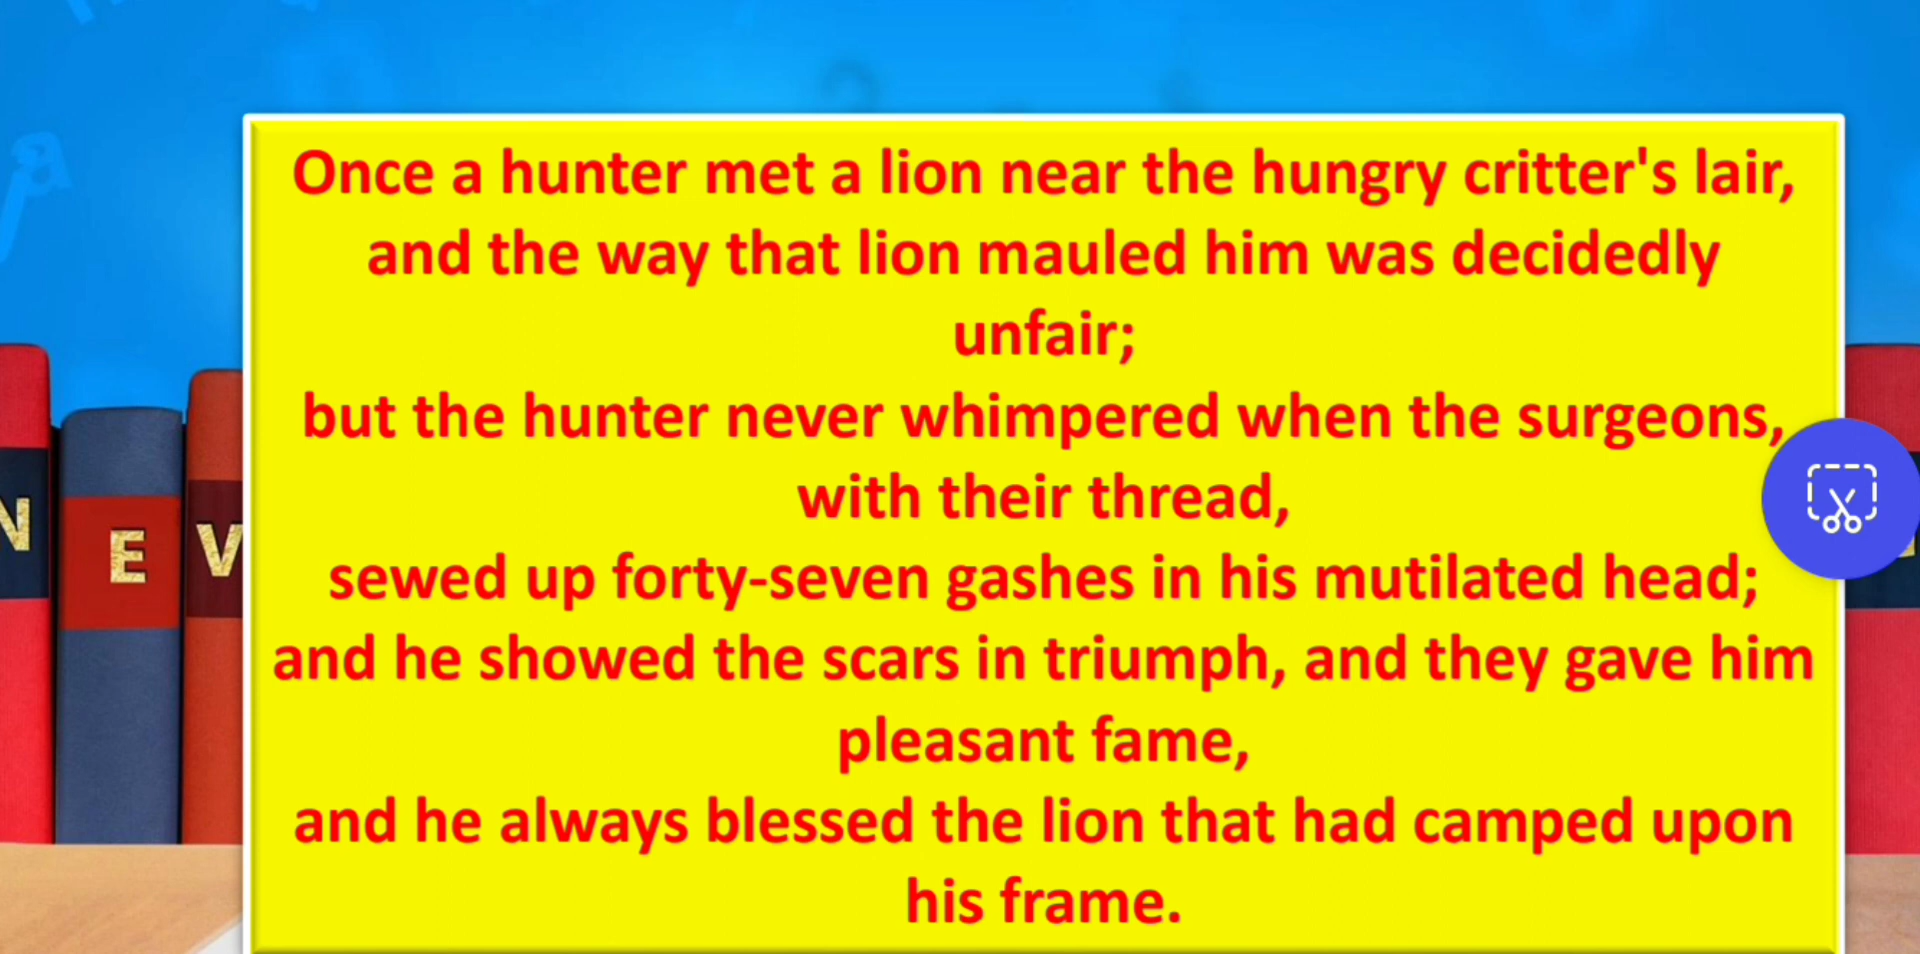 Once a hunter met a lion near the hungry critter's lair,
and the way that lion mauled him was decidedly
unfair;
but the hunter never whimpered when the surgeons,
with their thread,
sewed up forty-seven gashes in his mutilated head;
and he showed the scars in triumph, and they gave him
pleasant fame,
and he always blessed the lion that had camped upon
his frame.
N
E
V